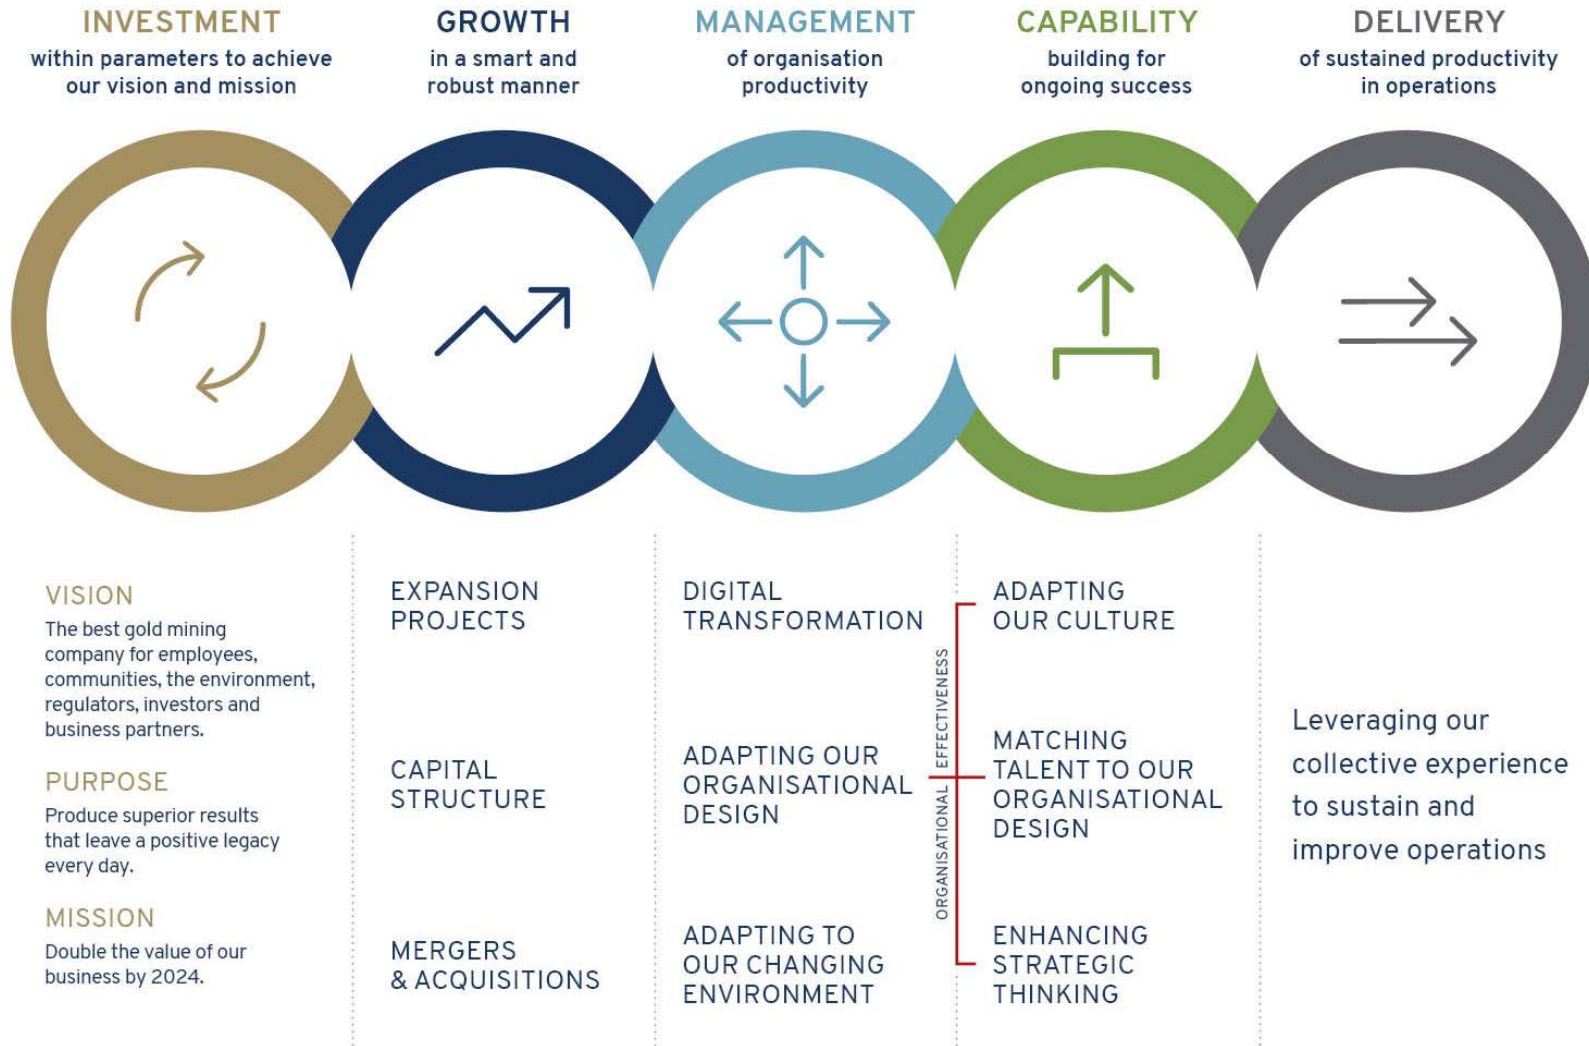 INVESTMENT
within parameters to achieve
our vision and mission
GROWTH
in a smart and
robust manner
MANAGEMENT
of organisation
productivity
CAPABILITY
building for
ongoing success
DELIVERY
of sustained productivity
in operations
VISION
The best gold mining
company for employees,
communities, the environment,
regulators, investors and
business partners.
PURPOSE
Produce superior results
that leave a positive legacy
every day.
MISSION
Double the value of our
business by 2024.
EXPANSION
PROJECTS
CAPITAL
STRUCTURE
MERGERS
& ACQUISITIONS
DIGITAL
TRANSFORMATION
ADAPTING OUR
ORGANISATIONAL
DESIGN
ADAPTING TO
OUR CHANGING
ENVIRONMENT
ORGANISATIONAL EFFECTIVENESS
ADAPTING
OUR CULTURE
MATCHING
TALENT TO OUR
ORGANISATIONAL
DESIGN
ENHANCING
STRATEGIC
THINKING
Leveraging our
collective experience
to sustain and
improve operations